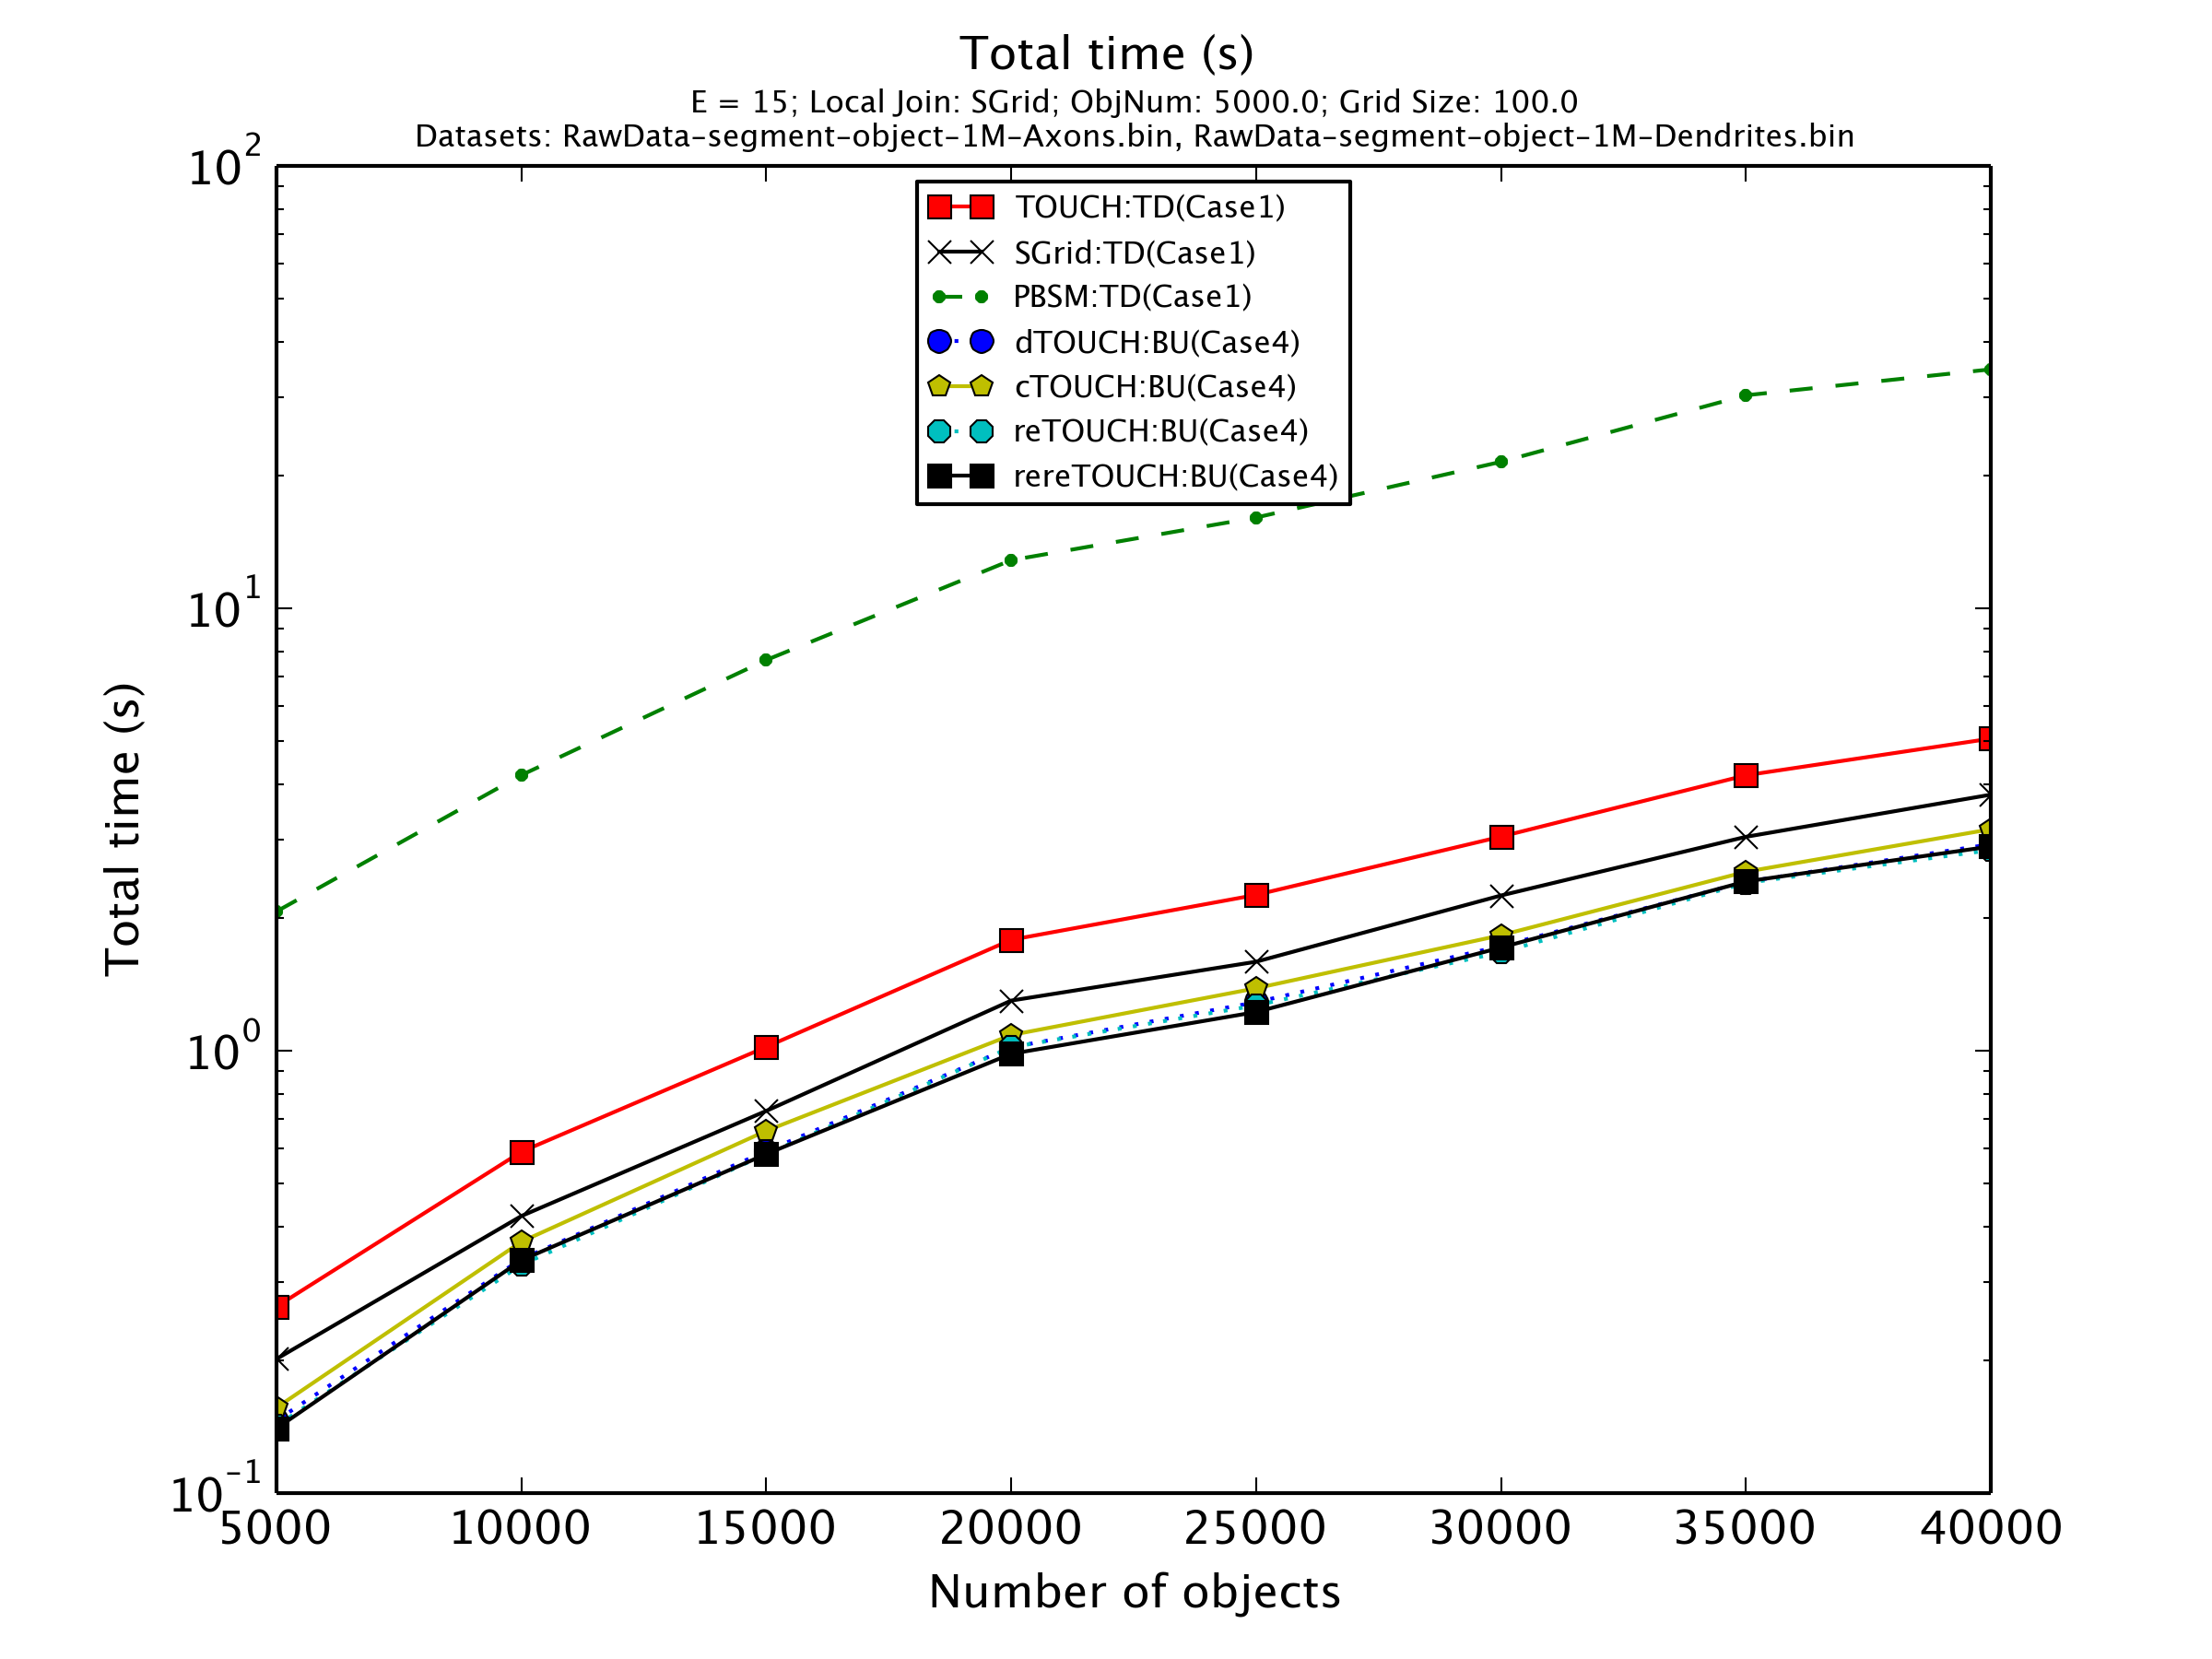 Total time (s)
E = 15; Local Join: SGrid; ObjNum: 5000.0; Grid Size: 100.0
Datasets: RawData-segment-object-1M-Axons.bin, RawData-segment-object-1M-Dendrites.bin
10^2
10^1
10^0
10^-1
Total time (s)
TOUCH:TD(Case1)
SGrid:TD(Case1)
PBSM:TD(Case1)
dTOUCH:BU(Case4)
cTOUCH:BU(Case4)
reTOUCH:BU(Case4)
rereTOUCH:BU(Case4)
5000 10000 15000 20000 25000 30000 35000 40000
Number of objects